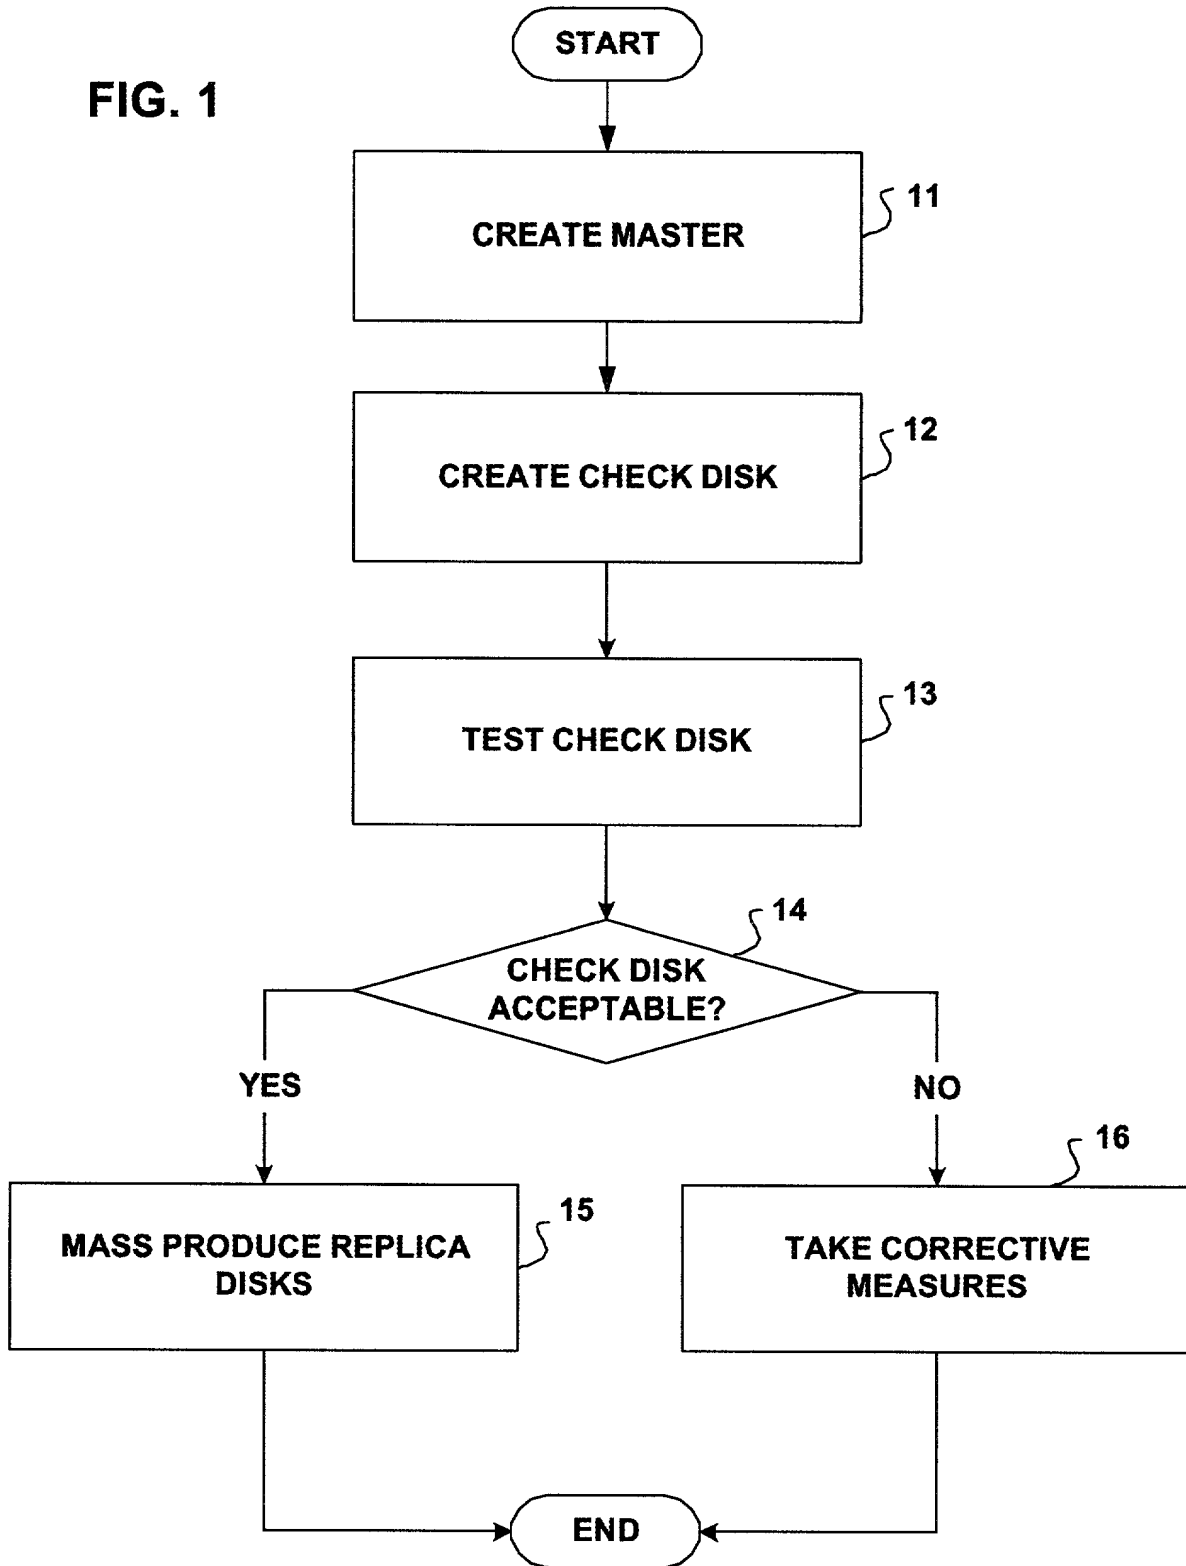 START
FIG. 1
11
CREATE MASTER
12
CREATE CHECK DISK
13
TEST CHECK DISK
14
CHECK DISK
ACCEPTABLE?
YES
NO
16
15
MASS PRODUCE REPLICA
DISKS
TAKE CORRECTIVE
MEASURES
END